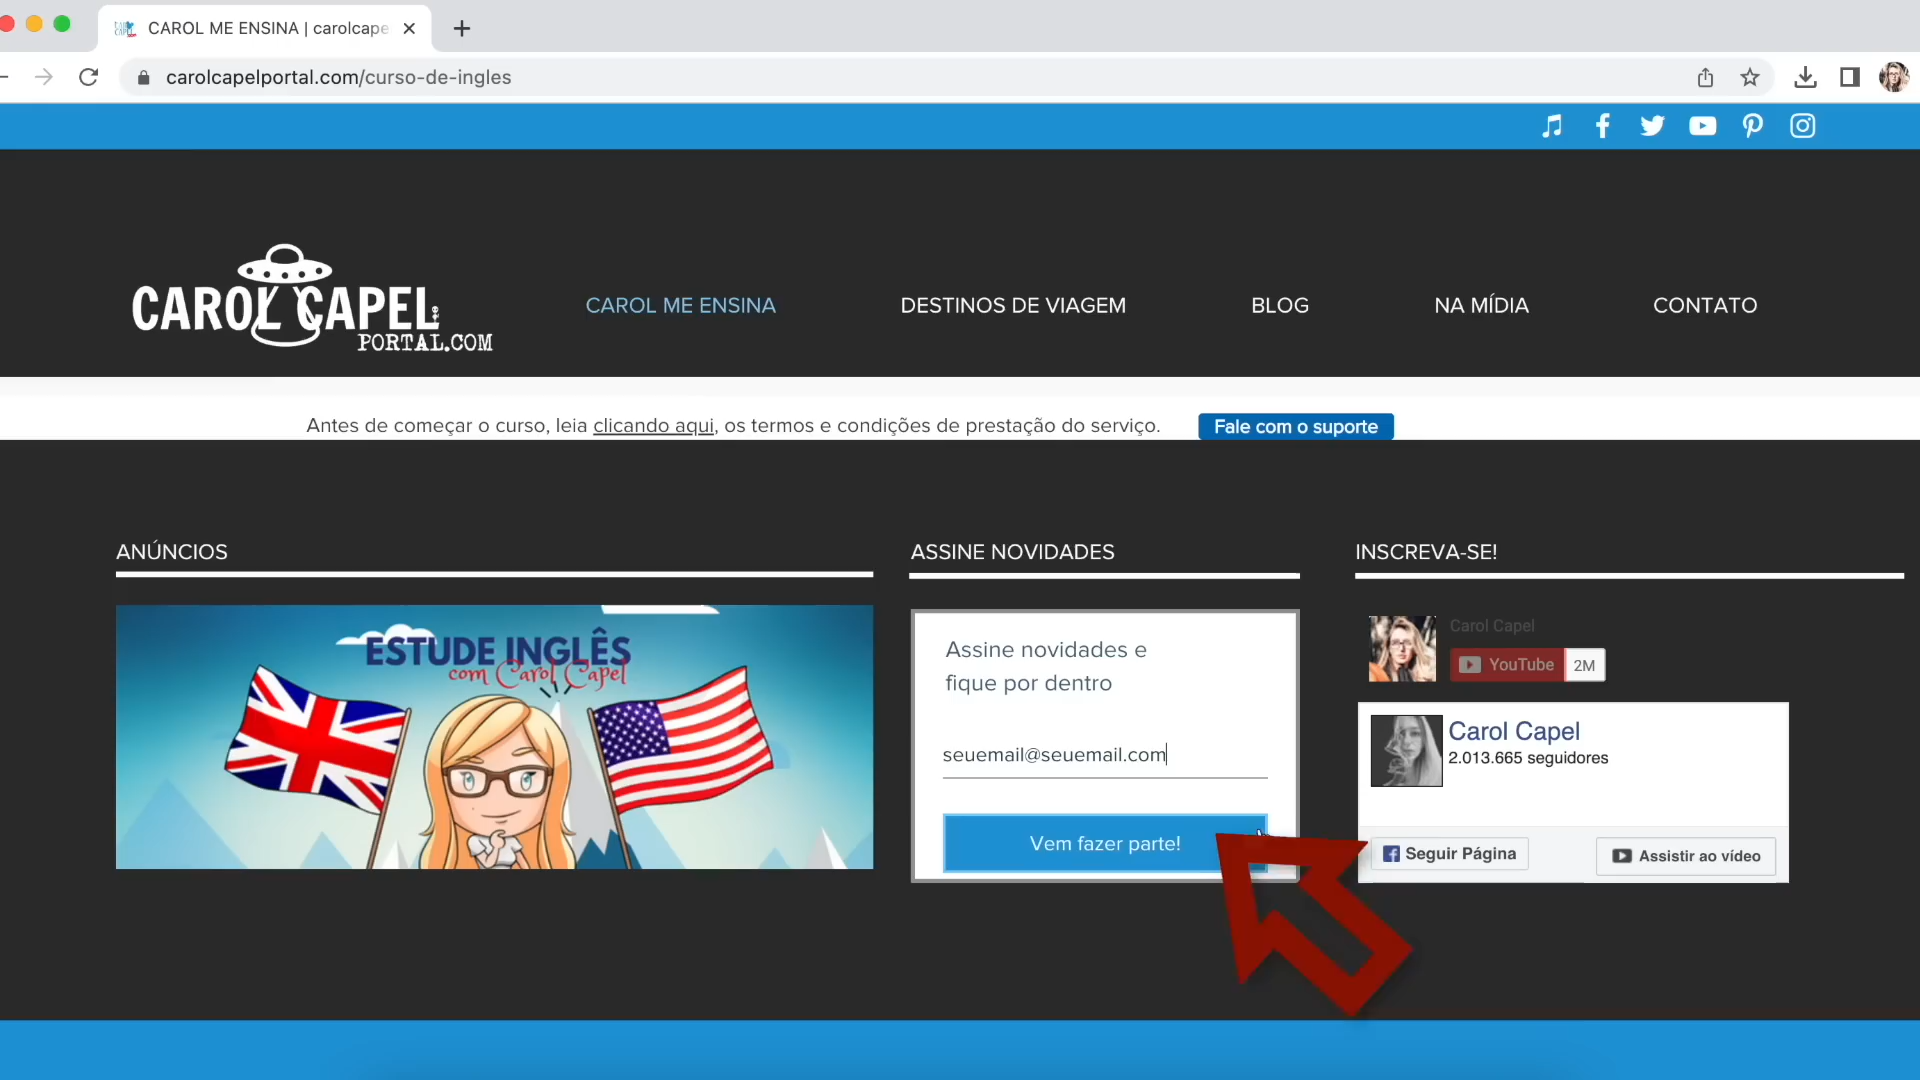 CAROL ME ENSINA | carolcape
carolcapelportal.com/curso-de-ingles
CAROL CAPEL
PORTAL.COM
CAROL ME ENSINA
DESTINOS DE VIAGEM
BLOG
NA MÍDIA
CONTATO
Antes de começar o curso, leia clicando aqui, os termos e condições de prestação do serviço.
Fale com o suporte
ANÚNCIOS
ESTUDE INGLÊS
com Carol Capel
ASSINE NOVIDADES
Assine novidades e
fique por dentro
seuemail@seuemail.com
Vem fazer parte!
INSCREVA-SE!
Carol Capel
YouTube 2M
Carol Capel
2.013.665 seguidores
Seguir Página
Assistir ao vídeo